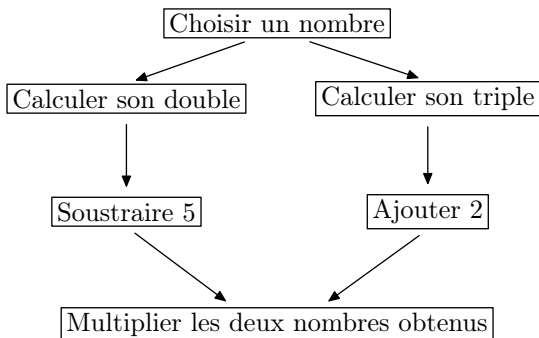 Choisir un nombre
Calculer son double
Calculer son triple
Soustraire 5
Ajouter 2
Multiplier les deux nombres obtenus